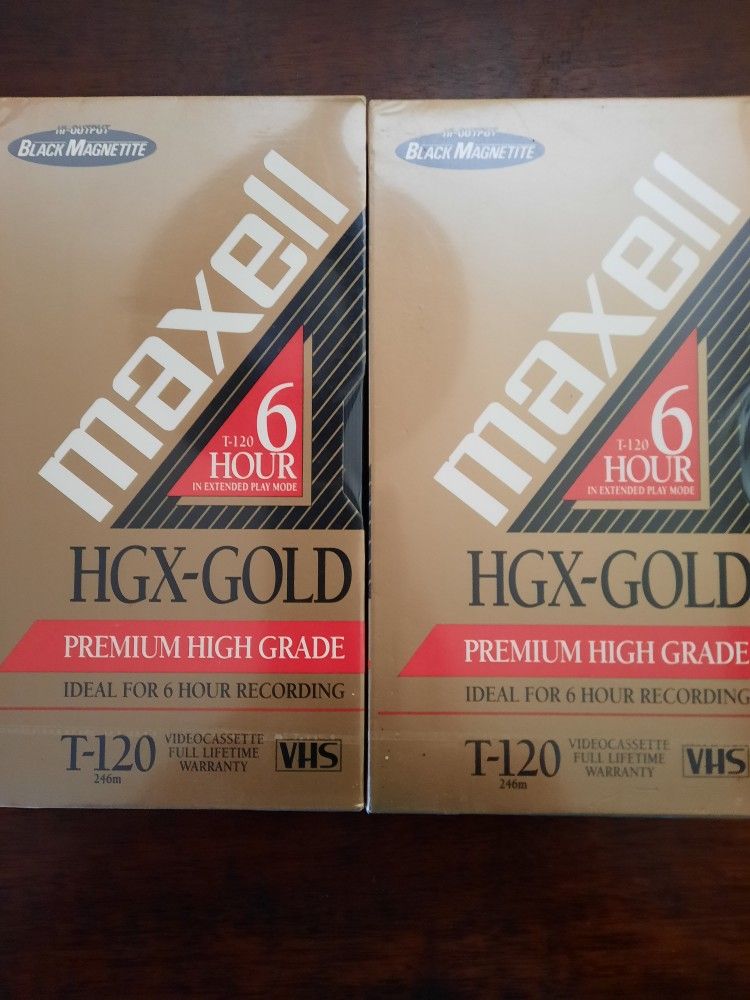 HI-OUTPUT
BLACK MAGNETITE
maxell
T-120 6
HOUR
IN EXTENDED PLAY MODE
HGX-GOLD
PREMIUM HIGH GRADE
IDEAL FOR 6 HOUR RECORDING
T-120
246m
VIDEOCASSETTE
FULL LIFETIME
WARRANTY
VHS
HI-OUTPUT
BLACK MAGNETITE
maxell
T-120 6
HOUR
IN EXTENDED PLAY MODE
HGX-GOLD
PREMIUM HIGH GRADE
IDEAL FOR 6 HOUR RECORDING
T-120
246m
VIDEOCASSETTE
FULL LIFETIME
WARRANTY
VHS